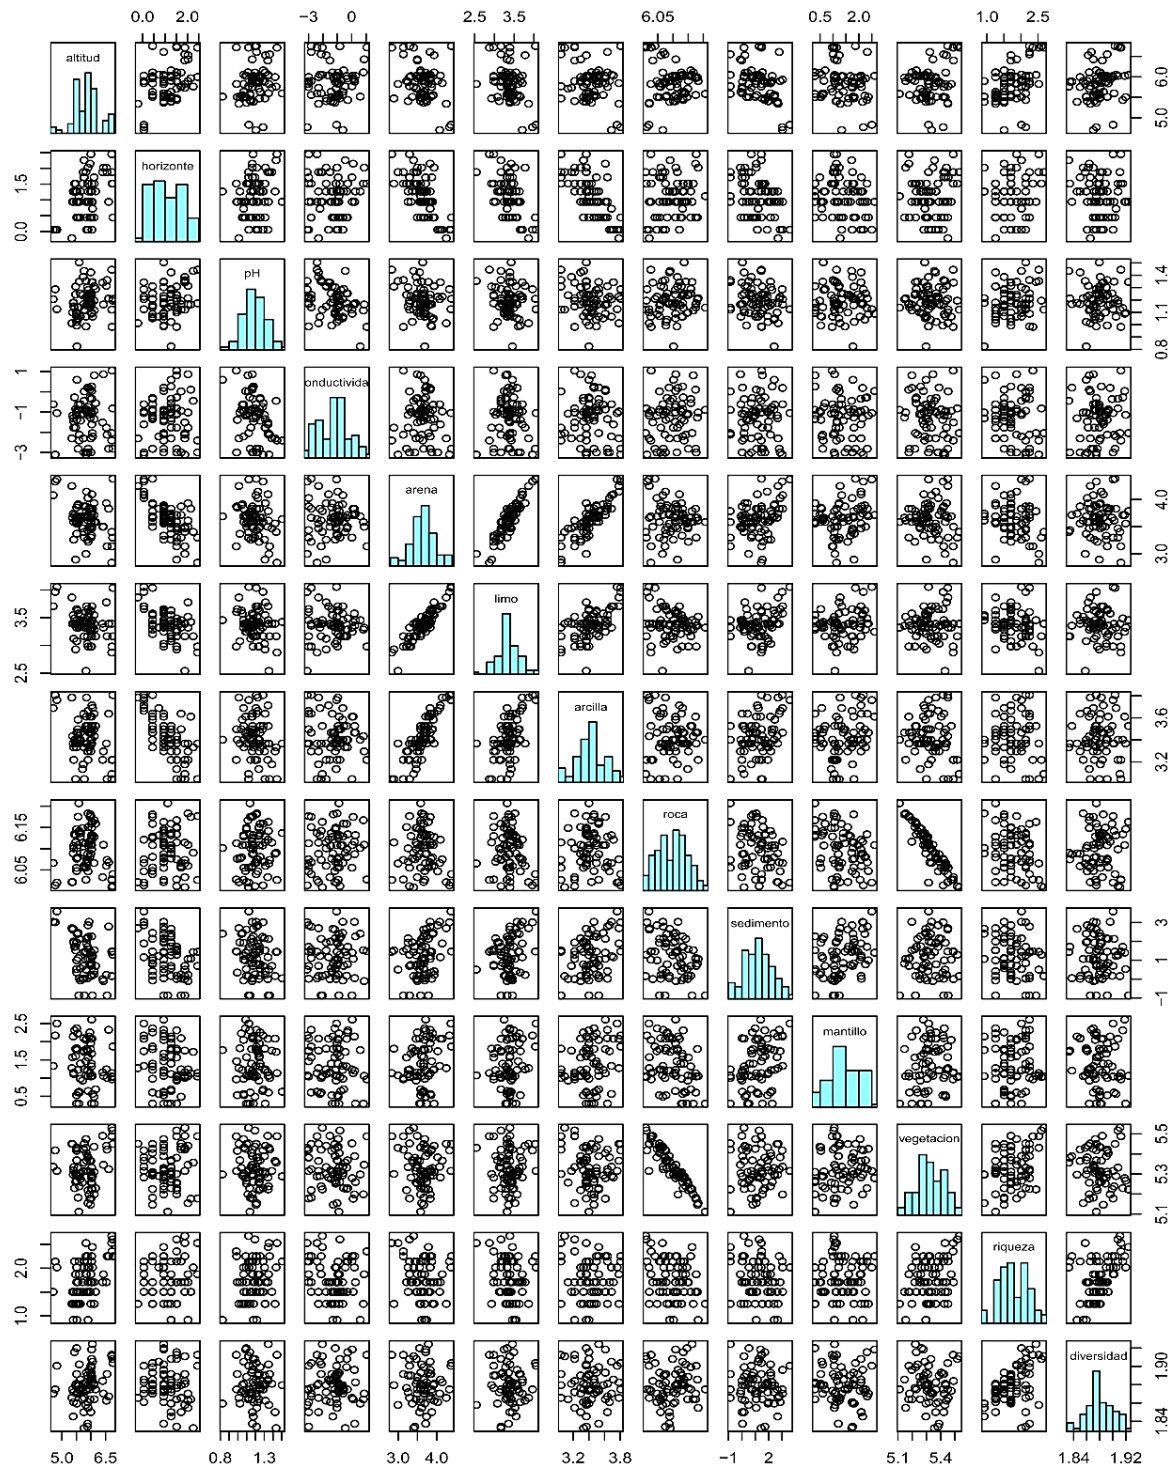 0.0 2.0 −3 0 2.5 3.5 6.05 0.5 2.0 1.0 2.5
altitud
5.0 6.0
horizonte
0.0 1.5
pH
0.8 1.1 1.4
onductivida
−3 −1 1
arena
3.0 4.0
limo
2.5 3.5
arcilla
3.2 3.6
roca
6.05 6.15
sedimento
−1 1 3
mantillo
0.5 1.5 2.5
vegetacion
5.1 5.3 5.5
riqueza
1.0 2.0
diversidad
1.84 1.90
5.0 6.5 0.8 1.3 3.0 4.0 3.2 3.8 −1 2 5.1 5.4 1.84 1.92